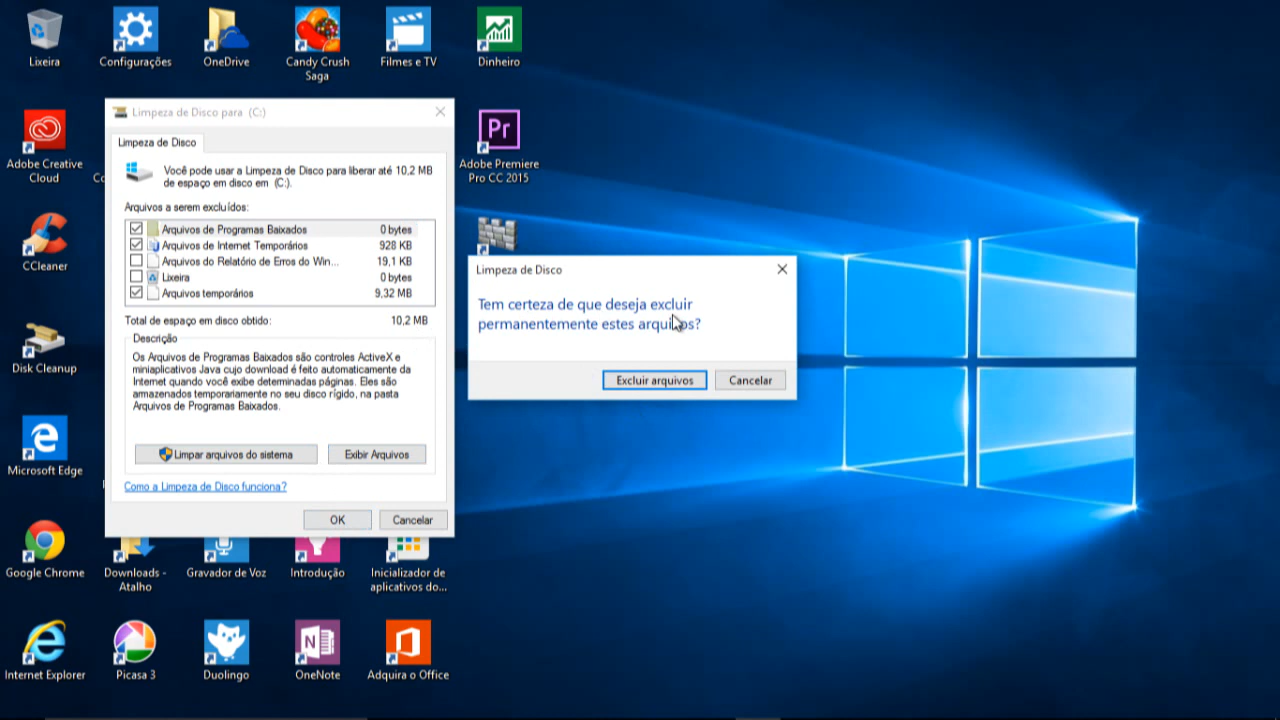 Lixeira
Configurações
OneDrive
Candy Crush
Saga
Filmes e TV
Dinheiro
Adobe Creative
Cloud
Adobe Premiere
Pro CC 2015
CCleaner
Disk Cleanup
Microsoft Edge
Google Chrome
Downloads -
Atalho
Gravador de Voz
Introdução
Inicializador de
aplicativos do...
Internet Explorer
Picasa 3
Duolingo
OneNote
Adquira o Office
Limpeza de Disco para (C:)
Limpeza de Disco
Você pode usar a Limpeza de Disco para liberar até 10,2 MB
de espaço em disco em (C:).
Arquivos a serem excluídos:
Arquivos de Programas Baixados 0 bytes
Arquivos de Internet Temporários 928 KB
Arquivos do Relatório de Erros do Win... 19,1 KB
Lixeira 0 bytes
Arquivos temporários 9,32 MB
Total de espaço em disco obtido: 10,2 MB
Descrição
Os Arquivos de Programas Baixados são controles ActiveX e
miniaplicativos Java cujo download é feito automaticamente da
Internet quando você exibe determinadas páginas. Eles são
armazenados temporariamente no seu disco rígido, na pasta
Arquivos de Programas Baixados.
Limpar arquivos do sistema
Exibir Arquivos
Como a Limpeza de Disco funciona?
OK
Cancelar
Limpeza de Disco
Tem certeza de que deseja excluir
permanentemente estes arquivos?
Excluir arquivos
Cancelar